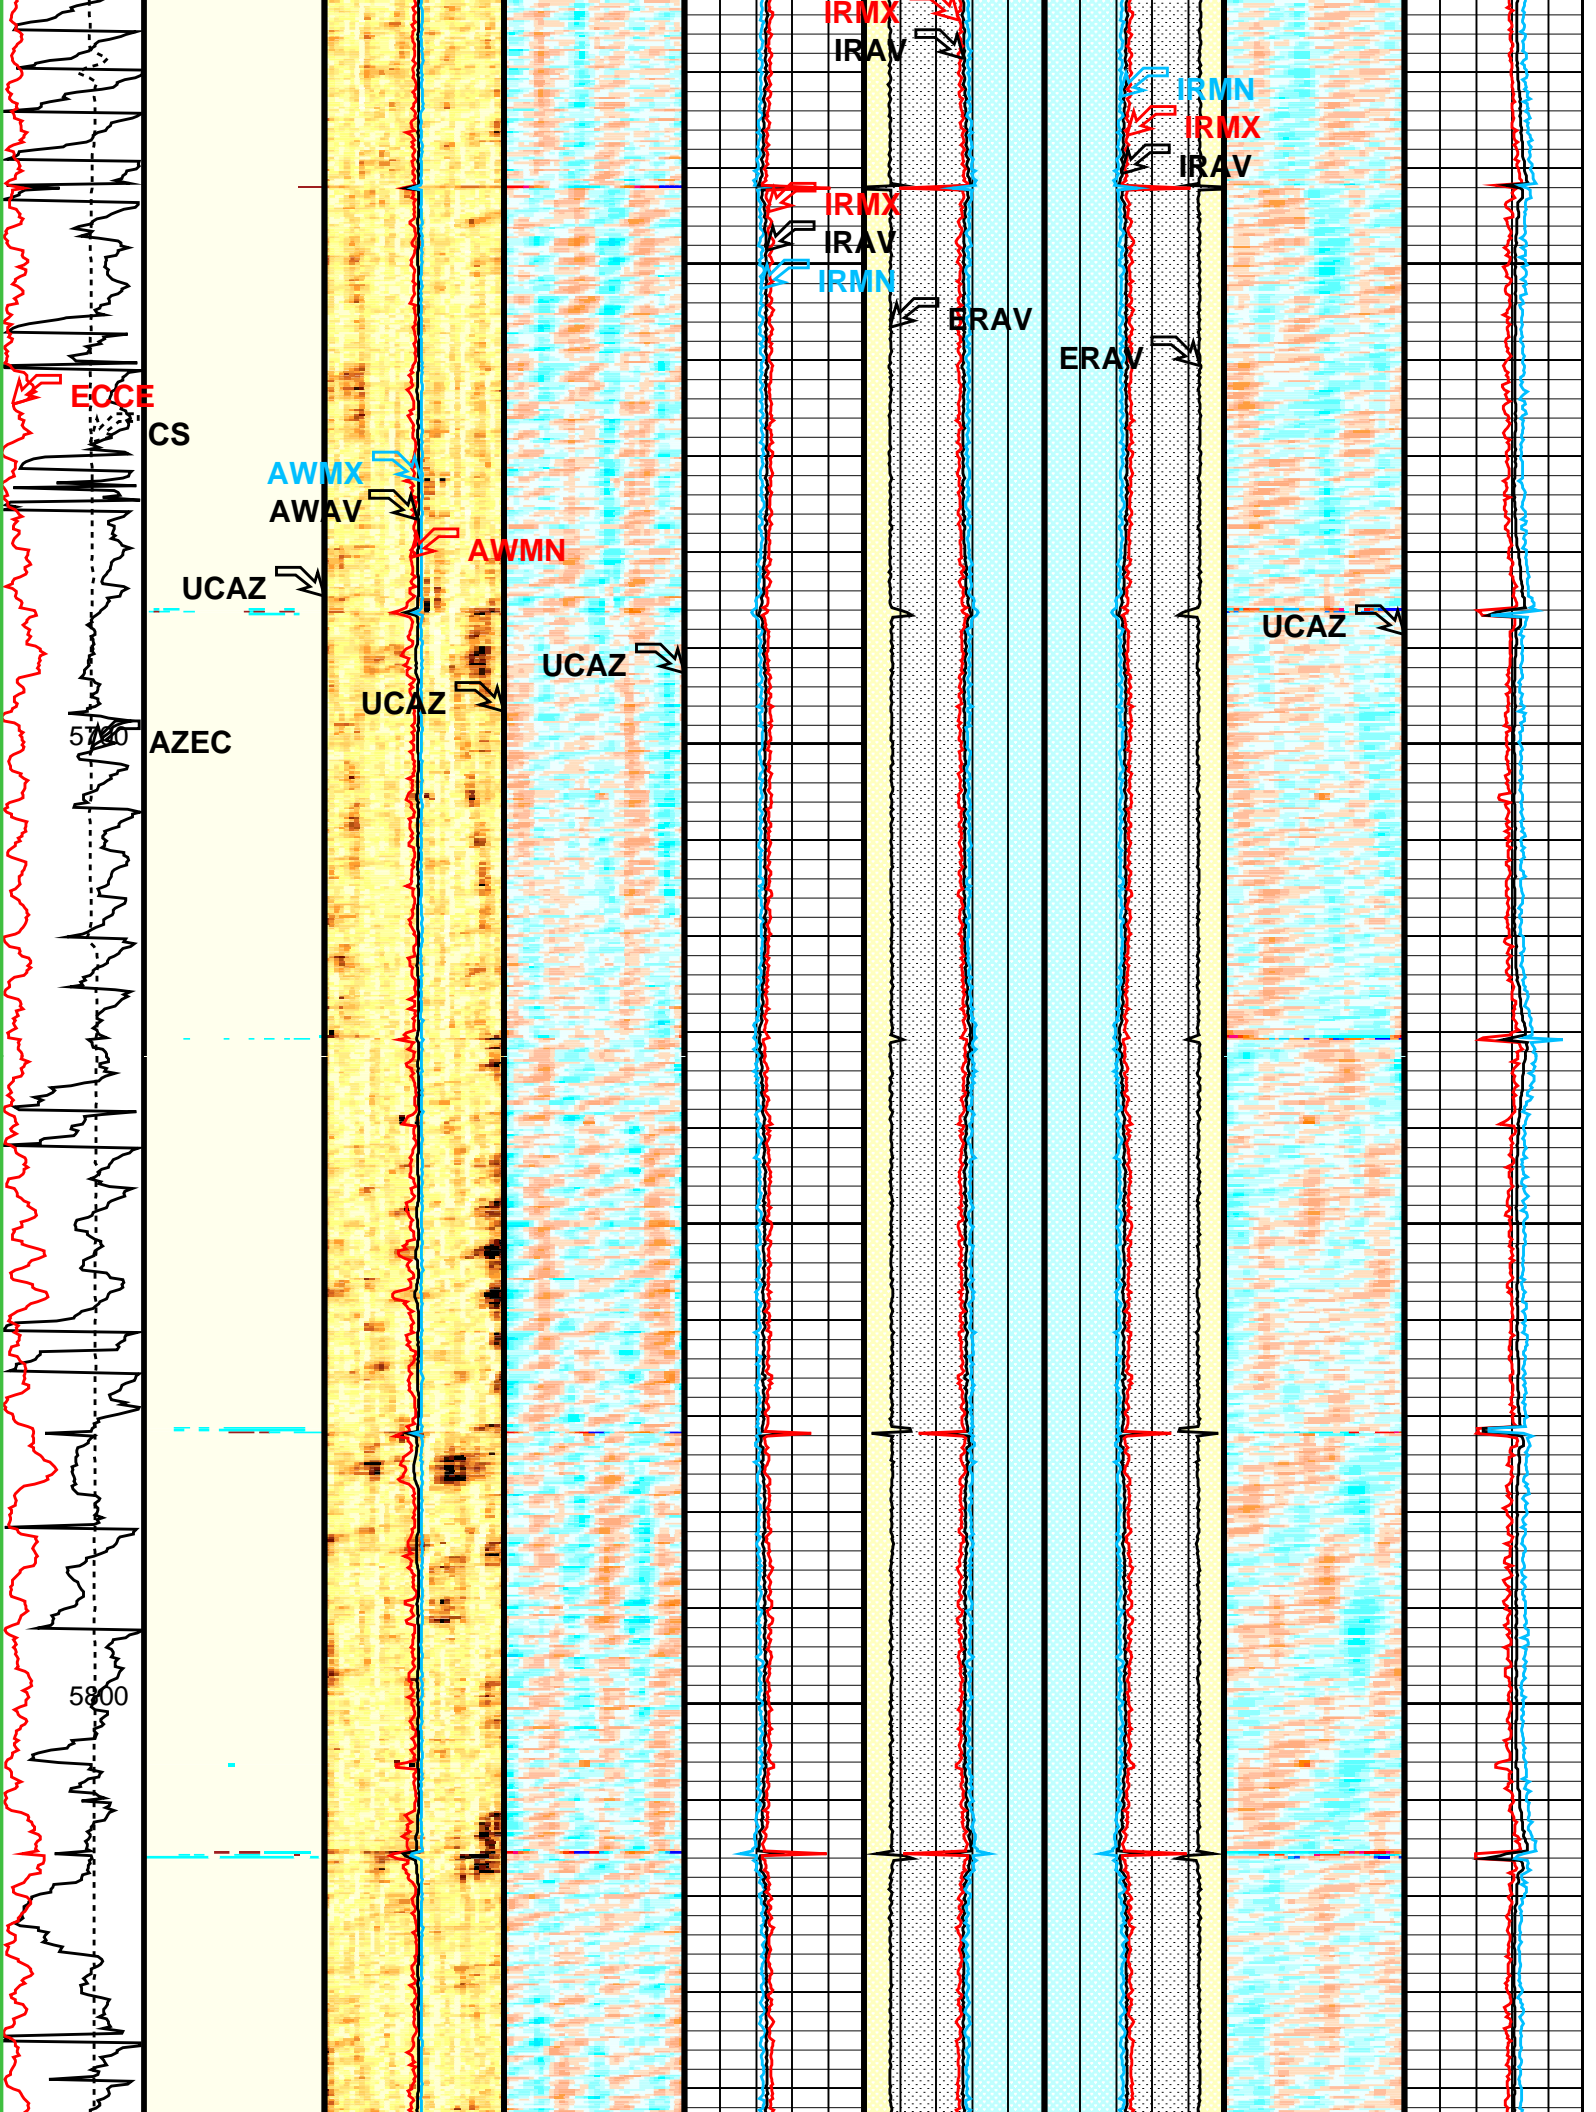 IRMX
IRAV
IRMN
IRMX
IRAV
IRMX
IRAV
IRMN
ERAV
ERAV
ECCE
CS
AWMX
AWAV
AWMN
UCAZ
UCAZ
UCAZ
UCAZ
5700
AZEC
5800